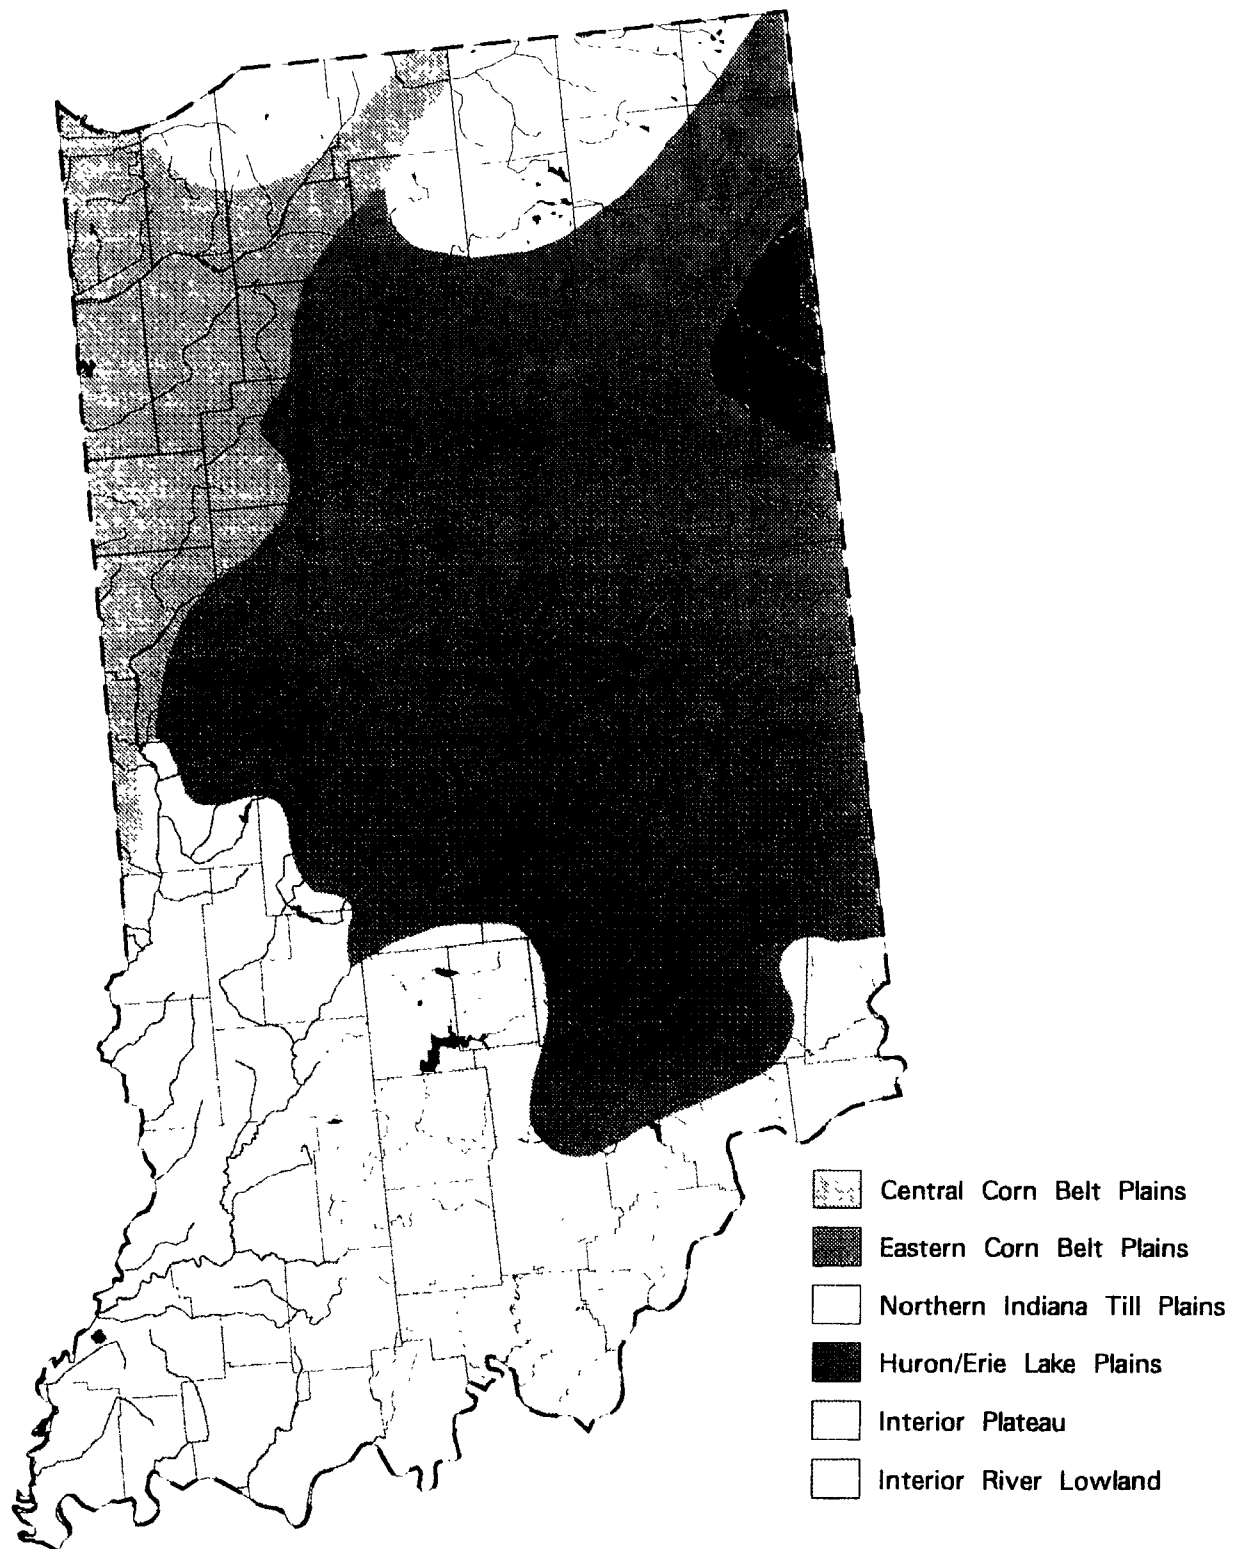 Central Corn Belt Plains
Eastern Corn Belt Plains
Northern Indiana Till Plains
Huron/Erie Lake Plains
Interior Plateau
Interior River Lowland